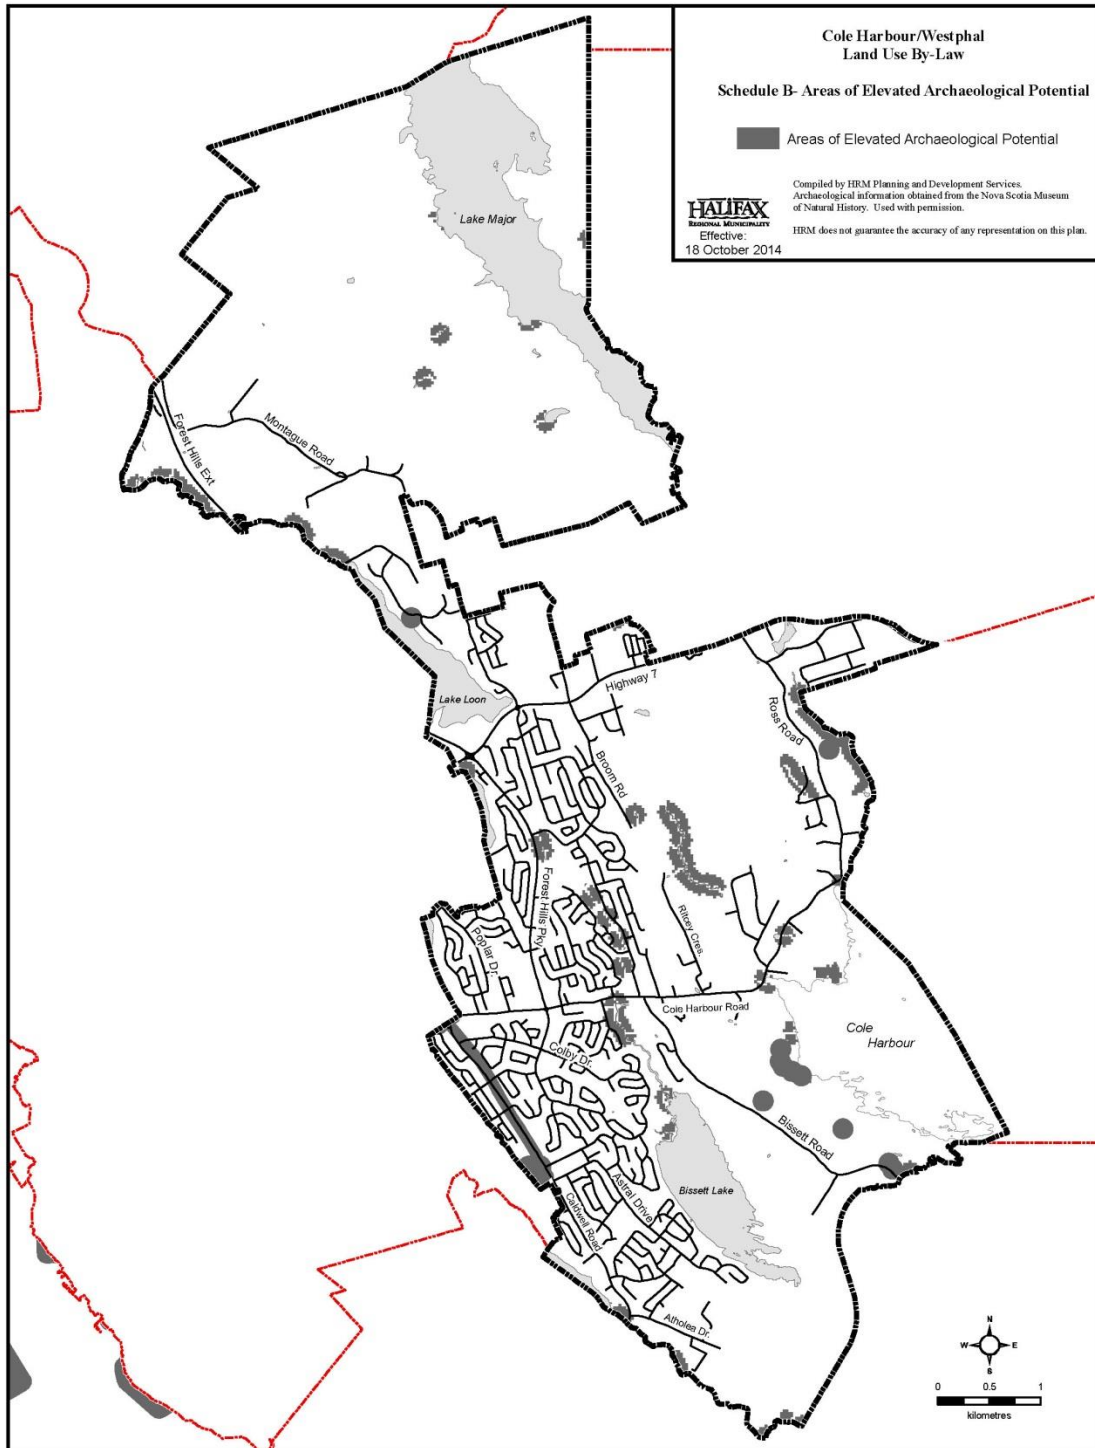 Cole Harbour/Westphal
Land Use By-Law
Schedule B- Areas of Elevated Archaeological Potential
Areas of Elevated Archaeological Potential
HALIFAX
REGIONAL MUNICIPALITY
Effective:
18 October 2014
Compiled by HRM Planning and Development Services.
Archaeological information obtained from the Nova Scotia Museum
of Natural History. Used with permission.
HRM does not guarantee the accuracy of any representation on this plan.
Lake Major
Forest Hills Ext
Montague Road
Lake Loon
Highway 7
Ross Road
Broom Rd
Forest Hills Pky
Poplar Dr.
Ritcey Cres.
Cole Harbour Road
Cole
Harbour
Colby Dr.
Bissett Road
Bissett Lake
Astral Drive
Caldwell Road
Atholea Dr.
N
W E
S
0 0.5 1
kilometres